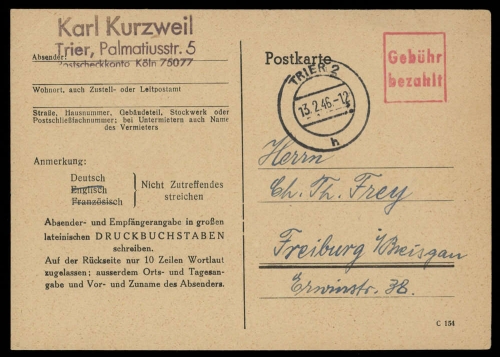 Karl Kurzweil
Trier, Palmatiusstr. 5
Absender:
Postscheckkonto Köln 75077
Wohnort, auch Zustell- oder Leitpostamt
Straße, Hausnummer, Gebäudeteil, Stockwerk oder
Postschließfachnummer; bei Untermietern auch Name
des Vermieters
Anmerkung:
Deutsch
Englisch
Französisch
Nicht Zutreffendes
streichen
Absender- und Empfängerangabe in großen
lateinischen DRUCKBUCHSTABEN
schreiben.
Auf der Rückseite nur 10 Zeilen Wortlaut
zugelassen; ausserdem Orts- und Tagesan-
gabe und Vor- und Zuname des Absenders.
Postkarte
TRIER 2
13.2.46.-12
h
Gebühr
bezahlt
Herrn
Ch. Th. Frey
Freiburg i/Breisgau
Erwinstr. 38.
C 154